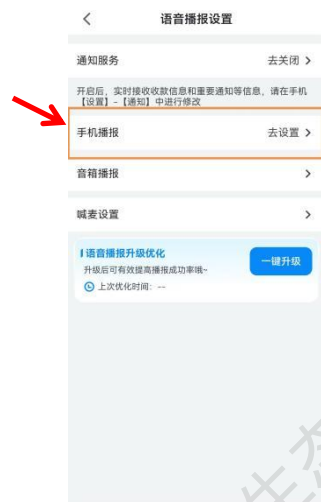 语音播报设置
通知服务 去关闭
开启后，实时接收收款信息和重要通知等信息，请在手机
【设置】-【通知】中进行修改
手机播报 去设置
音箱播报
喊麦设置
语音播报升级优化
升级后可有效提高播报成功率哦~
一键升级
上次优化时间：--
生态